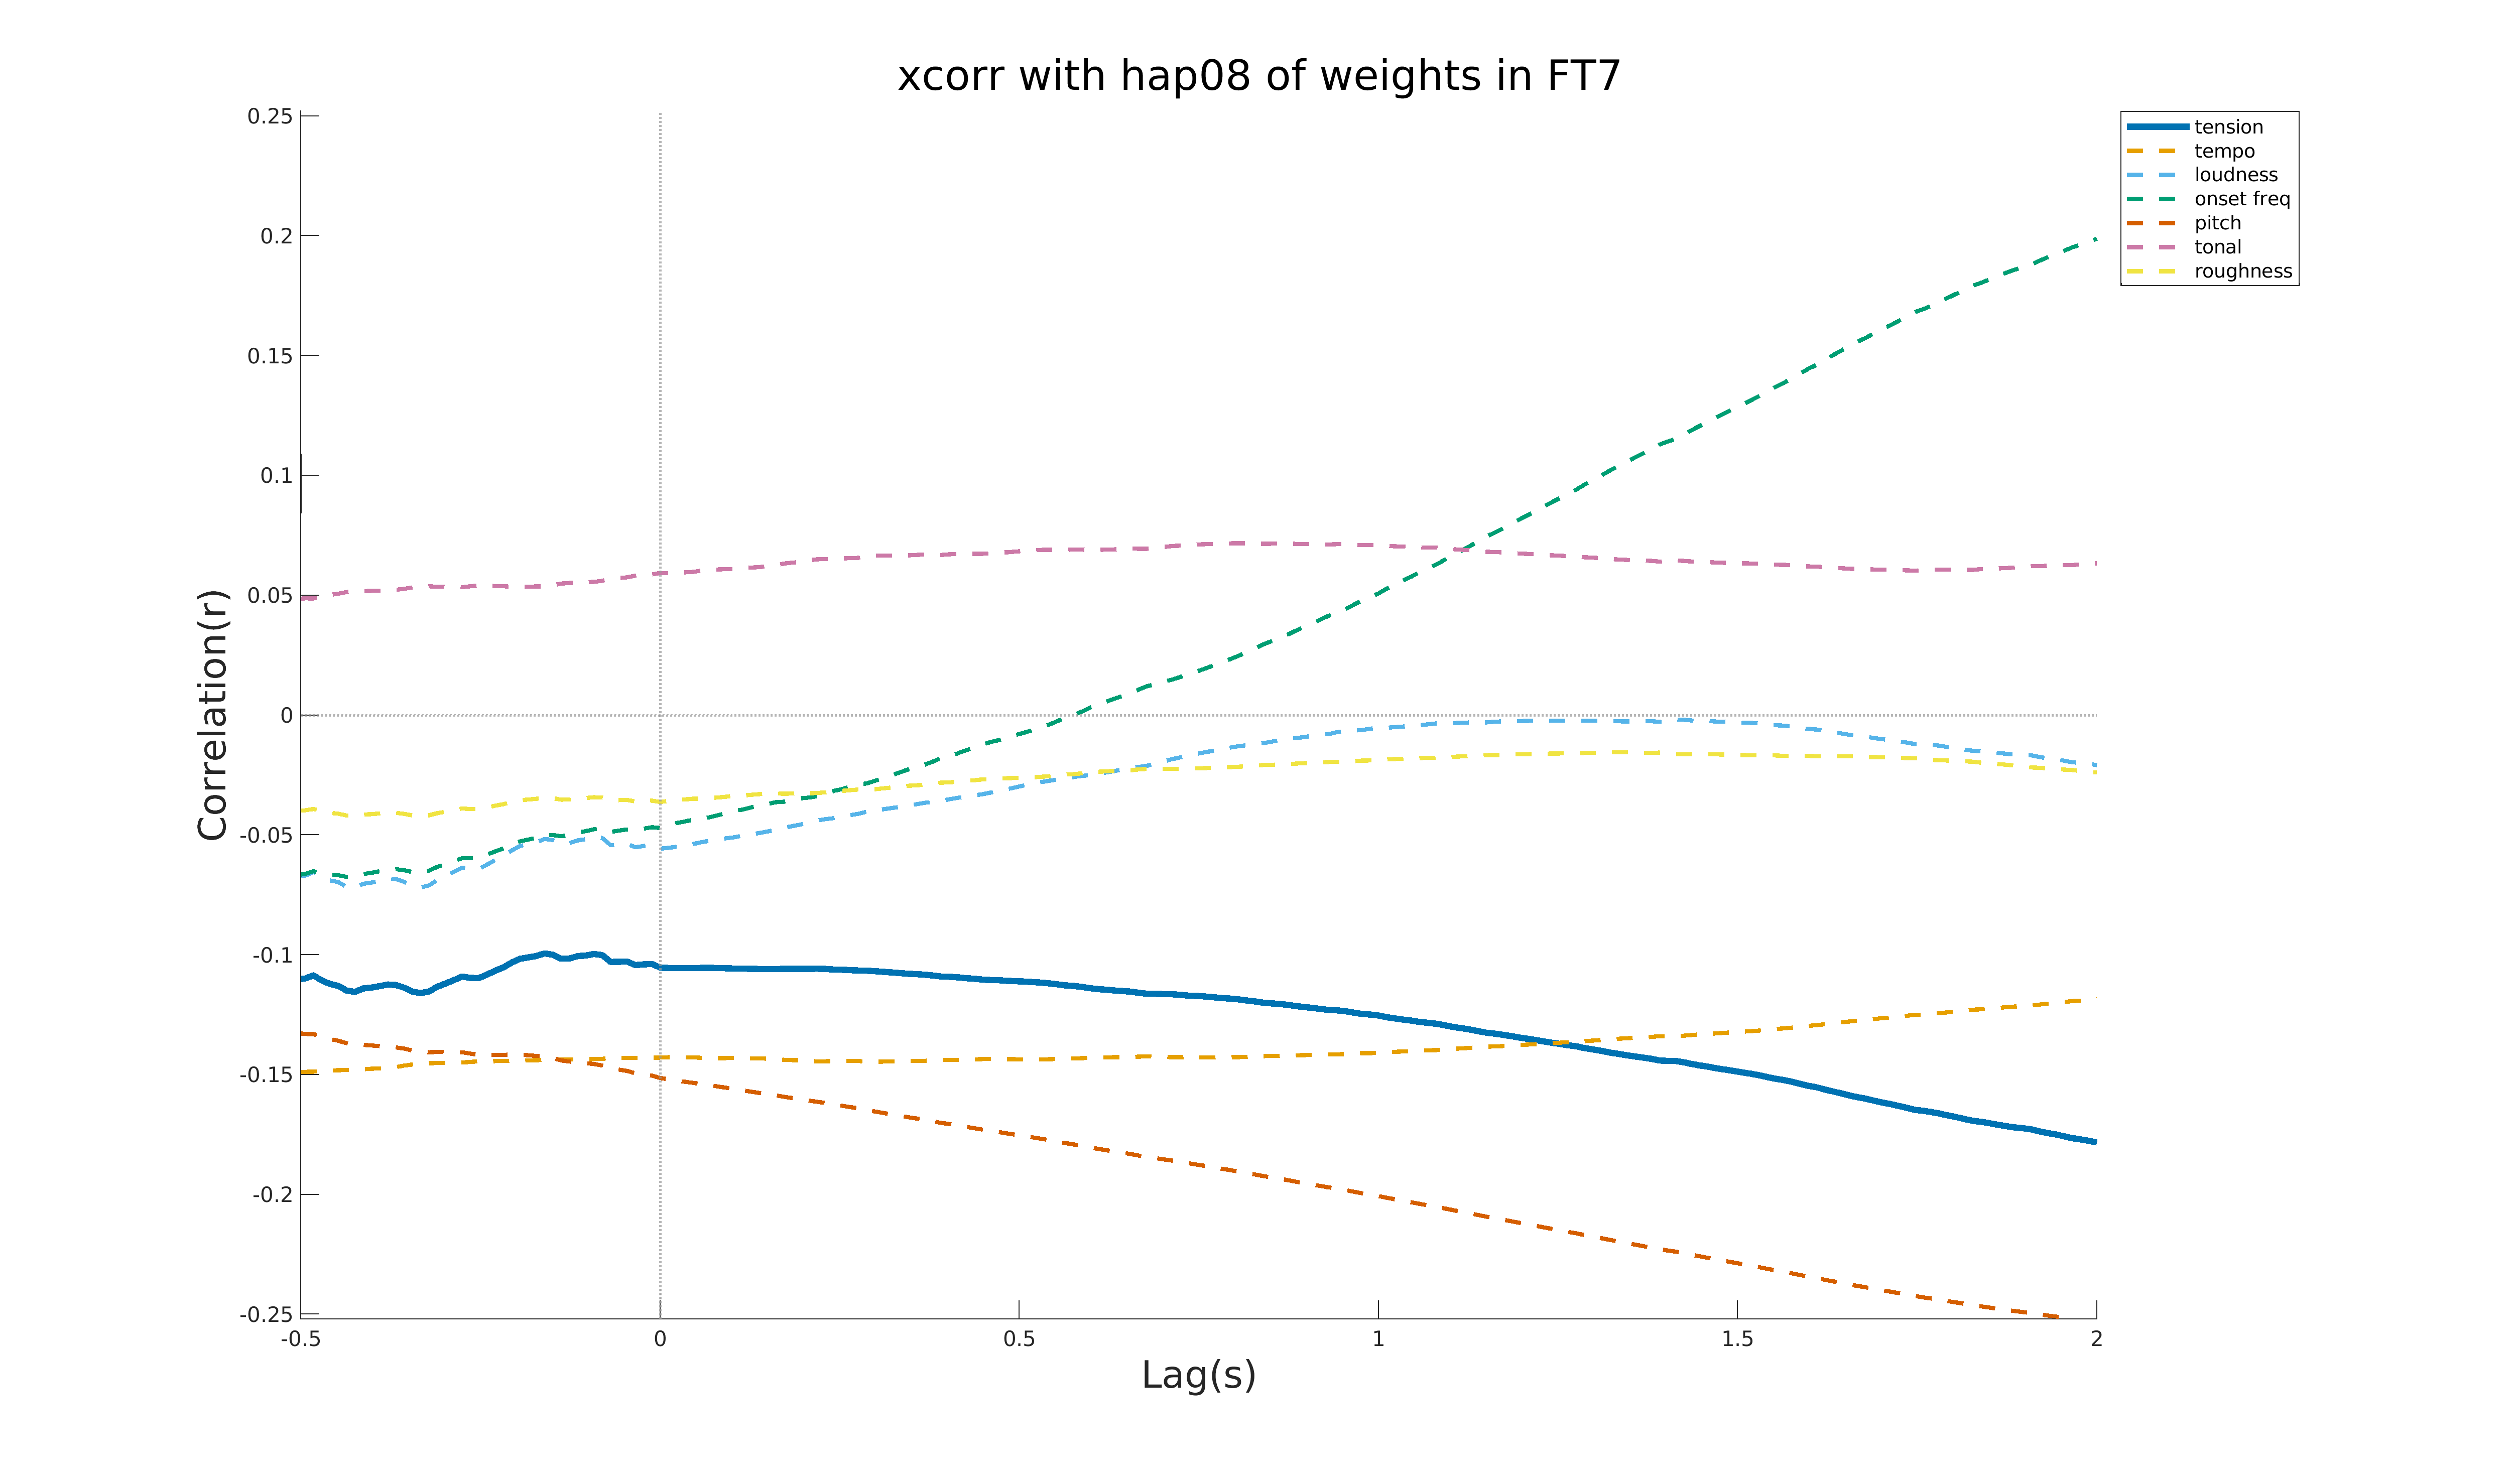 xcorr with hap08 of weights in FT7
0.25
0.2
0.15
0.1
0.05
0
-0.05
-0.1
-0.15
-0.2
-0.25
Correlation(r)
-0.5
0
0.5
1
1.5
2
Lag(s)
tension
tempo
loudness
onset freq
pitch
tonal
roughness